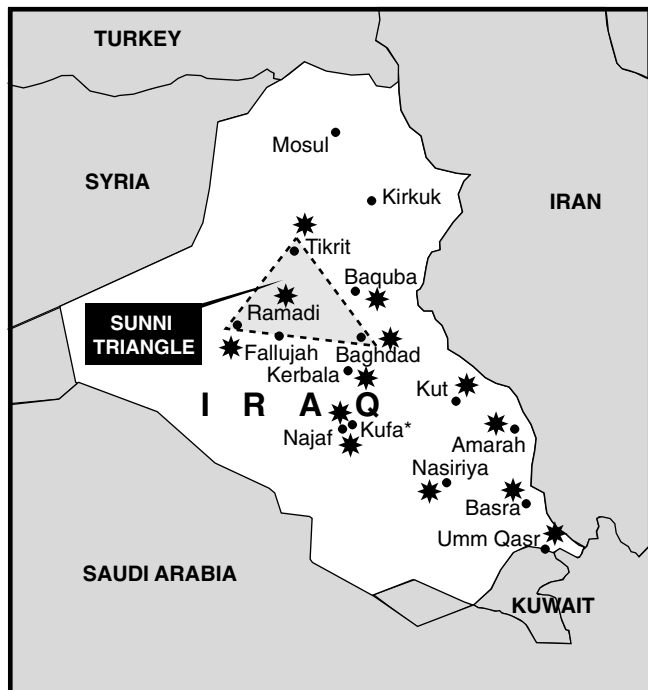 TURKEY
Mosul
SYRIA
Kirkuk
IRAN
Tikrit
Baquba
Ramadi
SUNNI
TRIANGLE
Fallujah
Baghdad
Kerbala
I R A Q
Kut
Najaf
Kufa*
Amarah
Nasiriya
Basra
Umm Qasr
SAUDI ARABIA
KUWAIT